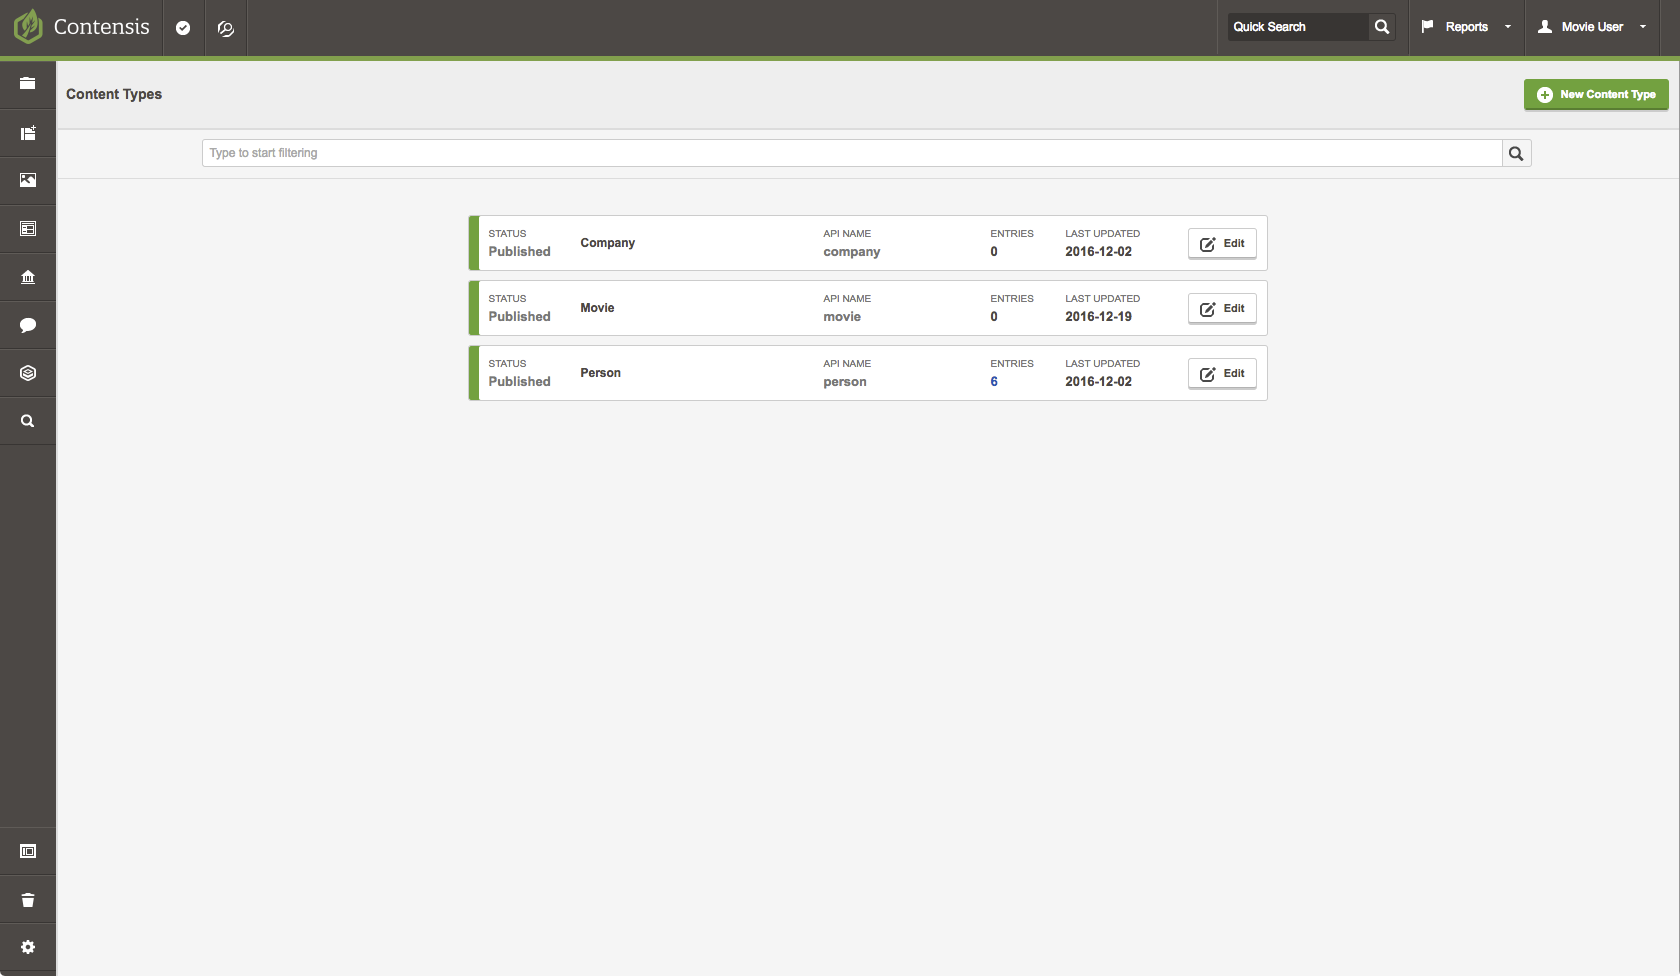 Contensis
Quick Search
Reports
Movie User
Content Types
New Content Type
Type to start filtering
STATUS
Published
Company
API NAME
company
ENTRIES
0
LAST UPDATED
2016-12-02
Edit
STATUS
Published
Movie
API NAME
movie
ENTRIES
0
LAST UPDATED
2016-12-19
Edit
STATUS
Published
Person
API NAME
person
ENTRIES
6
LAST UPDATED
2016-12-02
Edit